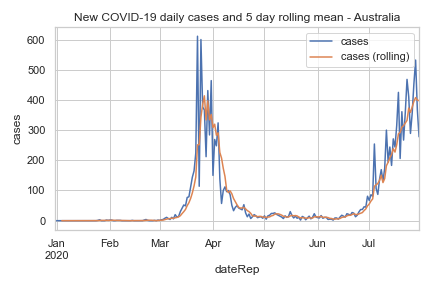 New COVID-19 daily cases and 5 day rolling mean - Australia
cases
cases (rolling)
600
500
400
300
200
100
0
cases
Jan Feb Mar Apr May Jun Jul
2020
dateRep